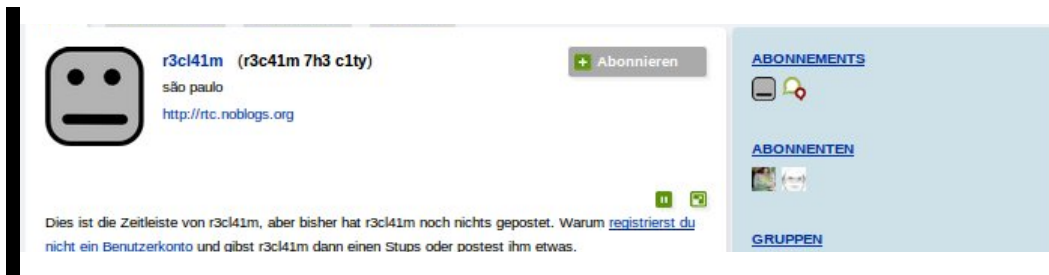 r3cl41m (r3c41m 7h3 c1ty)
são paulo
http://rtc.noblogs.org
Abonnieren
Dies ist die Zeitleiste von r3cl41m, aber bisher hat r3cl41m noch nichts gepostet. Warum registrierst du
nicht ein Benutzerkonto und gibst r3cl41m dann einen Stups oder postest ihm etwas.
ABONNEMENTS
ABONNENTEN
GRUPPEN